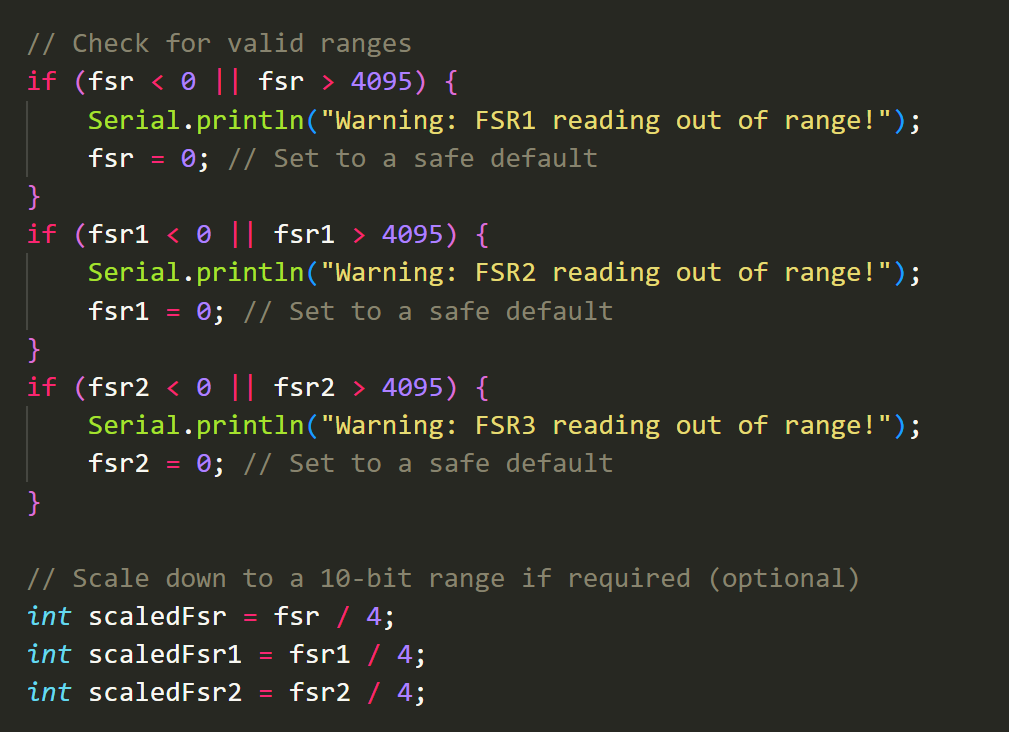 // Check for valid ranges
if (fsr < 0 || fsr > 4095) {
    Serial.println("Warning: FSR1 reading out of range!");
    fsr = 0; // Set to a safe default
}
if (fsr1 < 0 || fsr1 > 4095) {
    Serial.println("Warning: FSR2 reading out of range!");
    fsr1 = 0; // Set to a safe default
}
if (fsr2 < 0 || fsr2 > 4095) {
    Serial.println("Warning: FSR3 reading out of range!");
    fsr2 = 0; // Set to a safe default
}

// Scale down to a 10-bit range if required (optional)
int scaledFsr = fsr / 4;
int scaledFsr1 = fsr1 / 4;
int scaledFsr2 = fsr2 / 4;